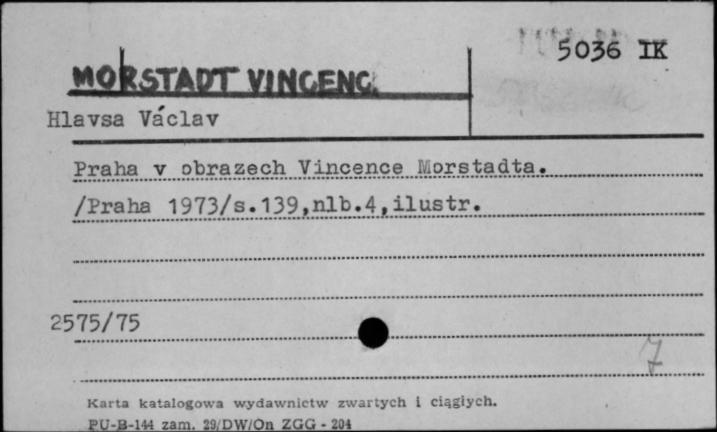 5036 IK
MORSTADT VINCENC.
Hlavsa Václav
Praha v obrazech Vincence Morstadta.
/Praha 1973/s.139,nlb.4,ilustr.
2575/75
7
Karta katalogowa wydawnictw zwartych i ciągłych.
PU-B-144 zam. 29/DW/On ZGG - 204